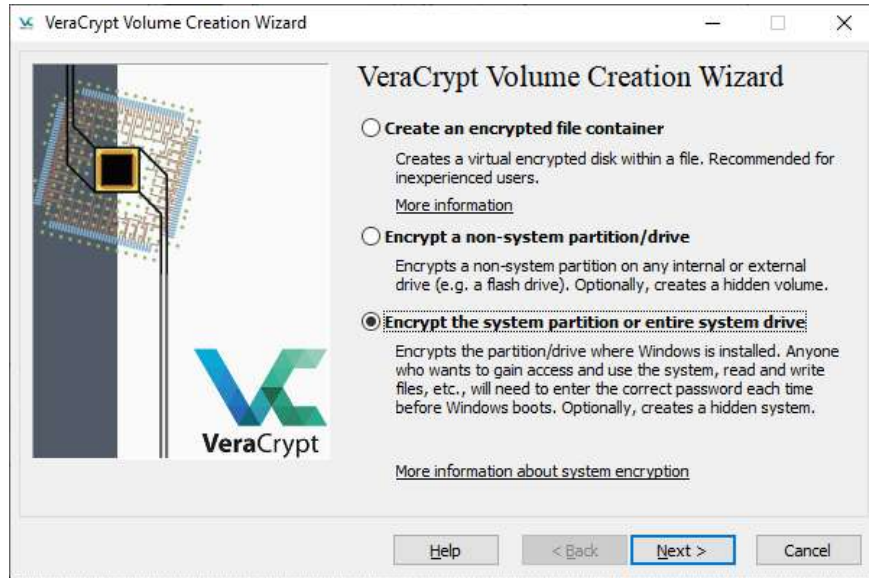 VeraCrypt Volume Creation Wizard
VeraCrypt Volume Creation Wizard
Create an encrypted file container
Creates a virtual encrypted disk within a file. Recommended for
inexperienced users.
More information
Encrypt a non-system partition/drive
Encrypts a non-system partition on any internal or external
drive (e.g. a flash drive). Optionally, creates a hidden volume.
Encrypt the system partition or entire system drive
Encrypts the partition/drive where Windows is installed. Anyone
who wants to gain access and use the system, read and write
files, etc., will need to enter the correct password each time
before Windows boots. Optionally, creates a hidden system.
VeraCrypt
More information about system encryption
Help
< Back
Next >
Cancel